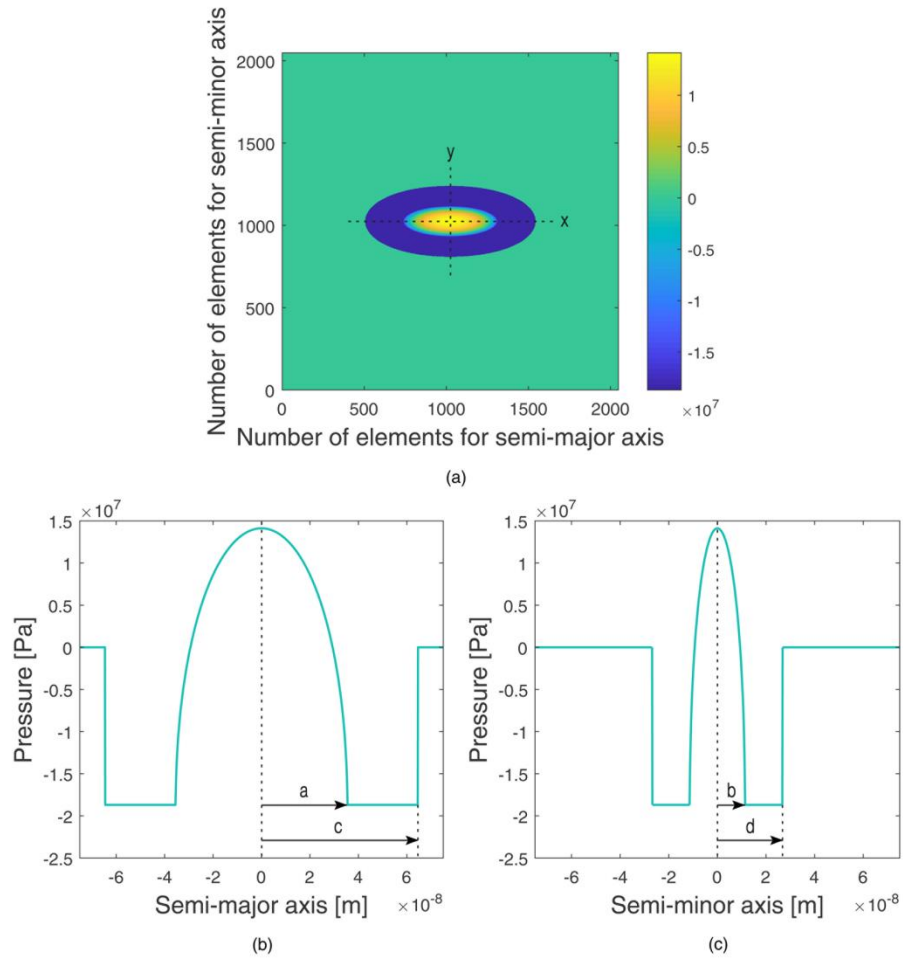 Number of elements for semi-minor axis
2000
1500
1000
500
0
y
x
1
0.5
0
-0.5
-1
-1.5
×10⁷
0 500 1000 1500 2000
Number of elements for semi-major axis
(a)
×10⁷
1.5
1
0.5
0
-0.5
-1
-1.5
-2
-2.5
Pressure [Pa]
a
c
-6 -4 -2 0 2 4 6
Semi-major axis [m] ×10⁻⁸
(b)
×10⁷
1.5
1
0.5
0
-0.5
-1
-1.5
-2
-2.5
Pressure [Pa]
b
d
-6 -4 -2 0 2 4 6
Semi-minor axis [m] ×10⁻⁸
(c)